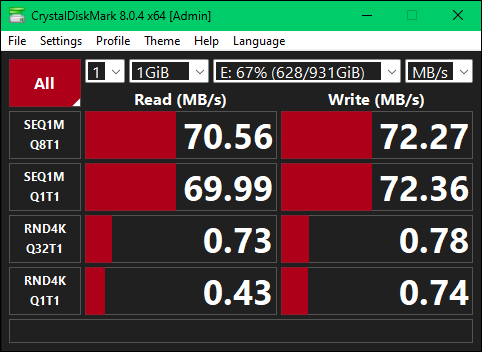 CrystalDiskMark 8.0.4 x64 [Admin]
File Settings Profile Theme Help Language
All 1 1GiB E: 67% (628/931GiB) MB/s
Read (MB/s) Write (MB/s)
SEQ1M
Q8T1 70.56 72.27
SEQ1M
Q1T1 69.99 72.36
RND4K
Q32T1 0.73 0.78
RND4K
Q1T1 0.43 0.74